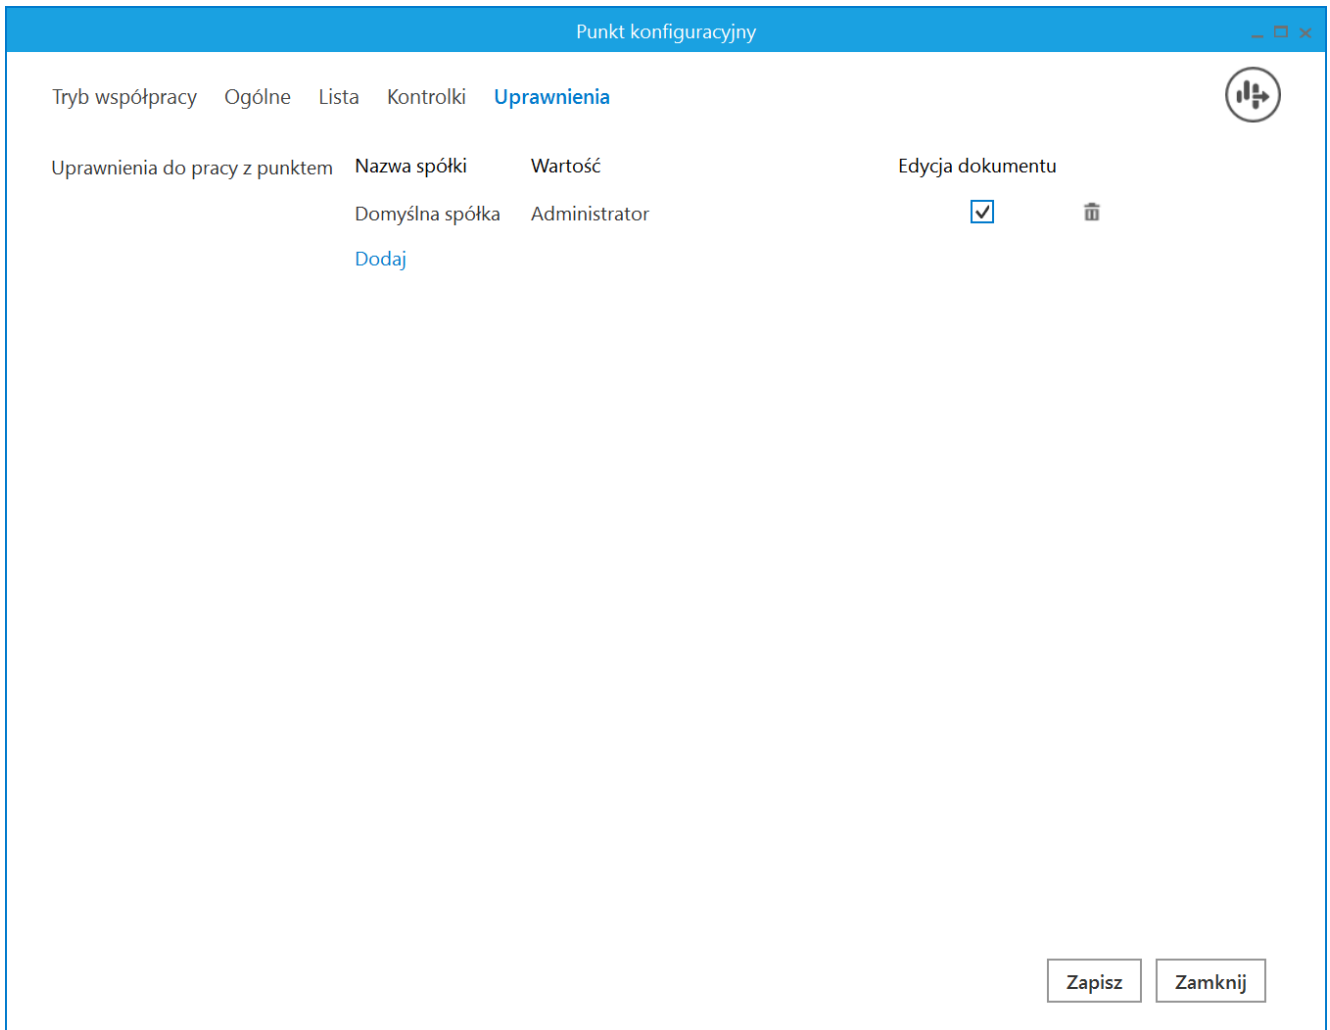 Punkt konfiguracyjny
Tryb współpracy Ogólne Lista Kontrolki Uprawnienia
Uprawnienia do pracy z punktem Nazwa spółki Wartość Edycja dokumentu
Domyślna spółka Administrator
Dodaj
Zapisz Zamknij